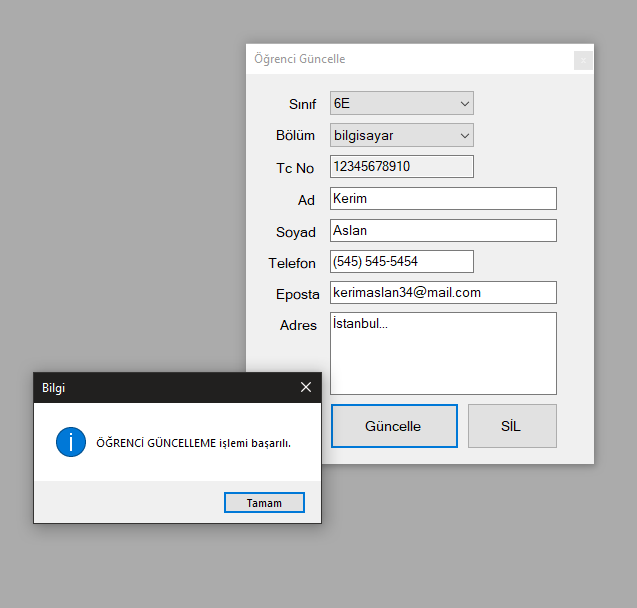 Öğrenci Güncelle
Sınıf 6E
Bölüm bilgisayar
Tc No 12345678910
Ad Kerim
Soyad Aslan
Telefon (545) 545-5454
Eposta kerimaslan34@mail.com
Adres İstanbul...
Güncelle SİL
Bilgi
ÖĞRENCİ GÜNCELLEME işlemi başarılı.
Tamam